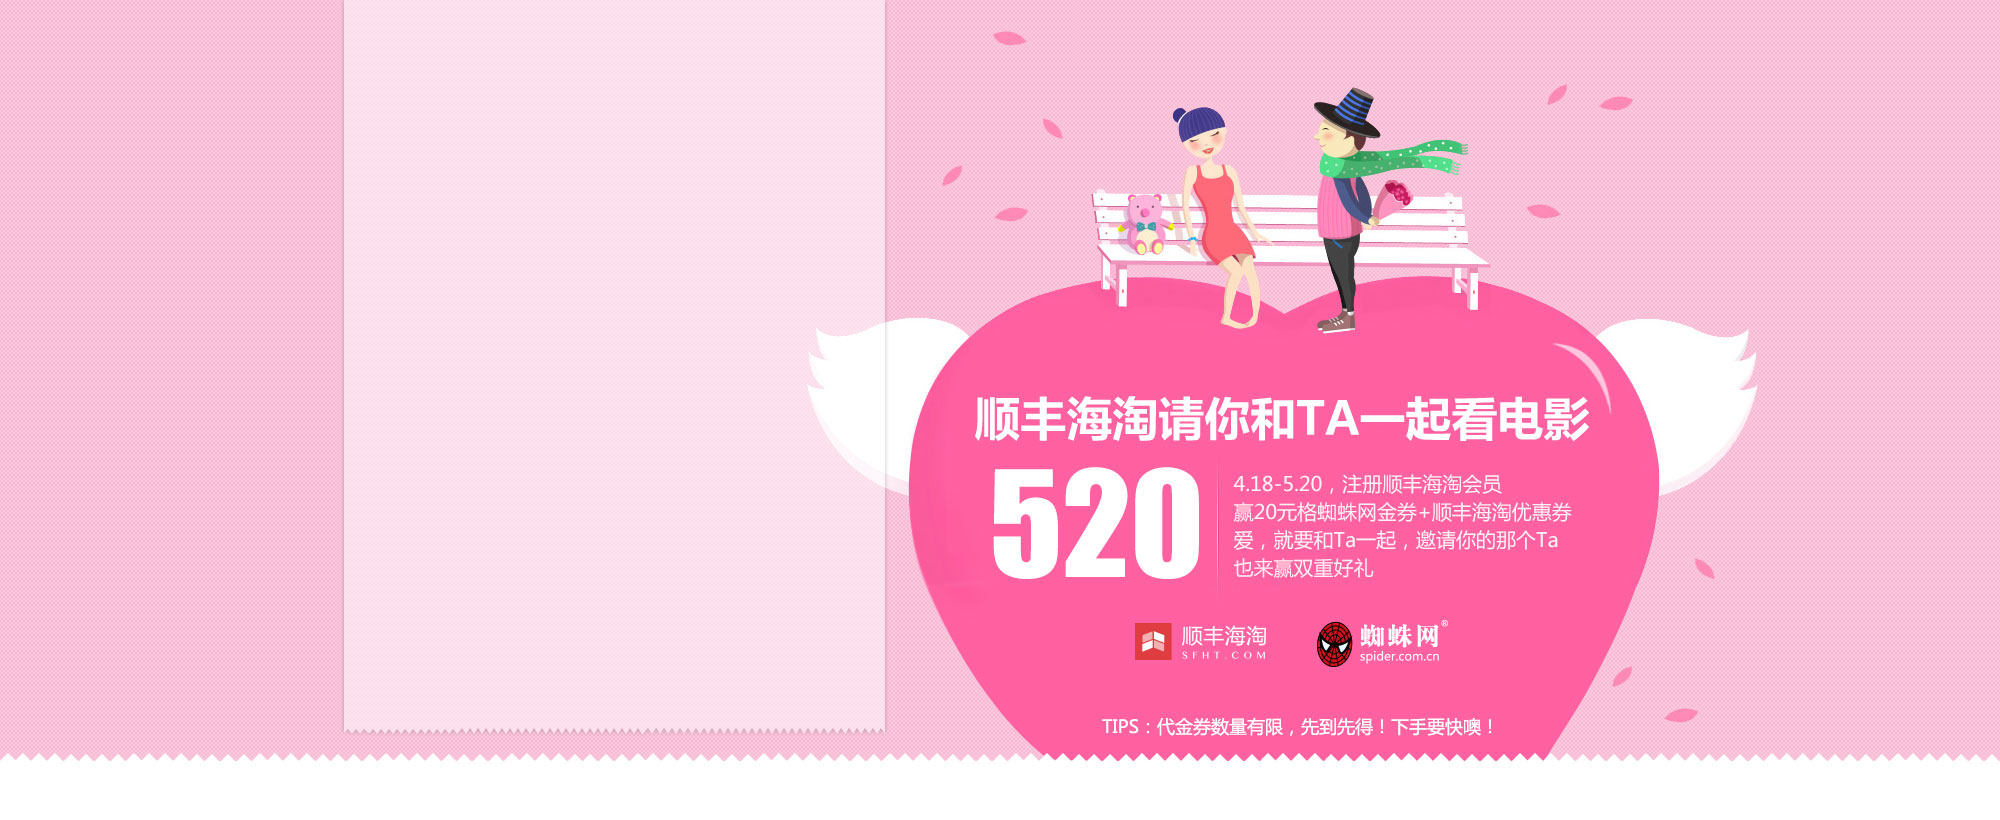 顺丰海淘请你和TA一起看电影
520
4.18-5.20，注册顺丰海淘会员
赢20元格蜘蛛网金券+顺丰海淘优惠券
爱，就要和Ta一起，邀请你的那个Ta
也来赢双重好礼
顺丰海淘
SFHT.COM
蜘蛛网®
spider.com.cn
TIPS：代金券数量有限，先到先得！下手要快噢！